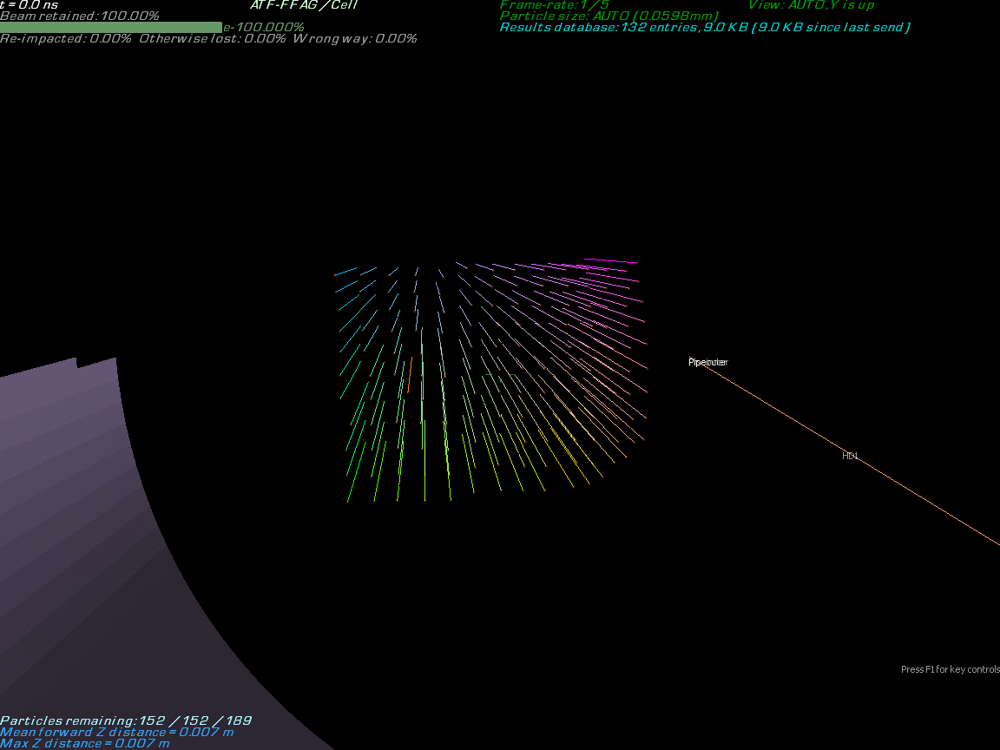 t = 0.0 ns
ATF-FFAG/Cell
Frame-rate: 1/5
View: AUTO, Y is up
Beam retained: 100.00%
Particle size: AUTO (0.0598mm)
e-100.000%
Results database: 132 entries, 9.0 KB (9.0 KB since last send)
Re-impacted: 0.00% Otherwise lost: 0.00% Wrong way: 0.00%
HD1
Press F1 for key controls
Particles remaining: 152 / 152 / 189
Mean forward Z distance = 0.007 m
Max Z distance = 0.007 m